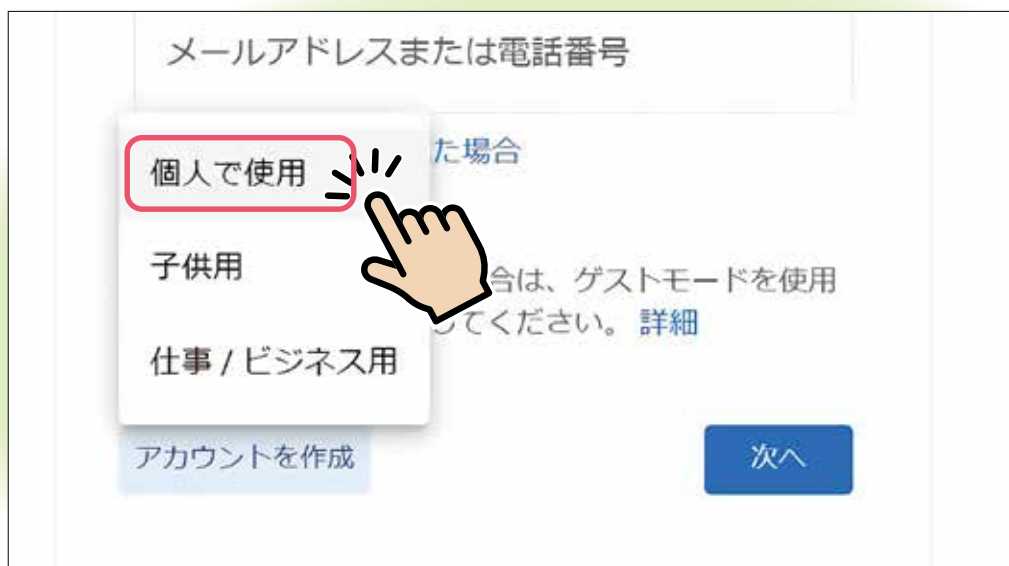 メールアドレスまたは電話番号
た場合
個人で使用
子供用
合は、ゲストモードを使用
してください。 詳細
仕事 / ビジネス用
アカウントを作成
次へ